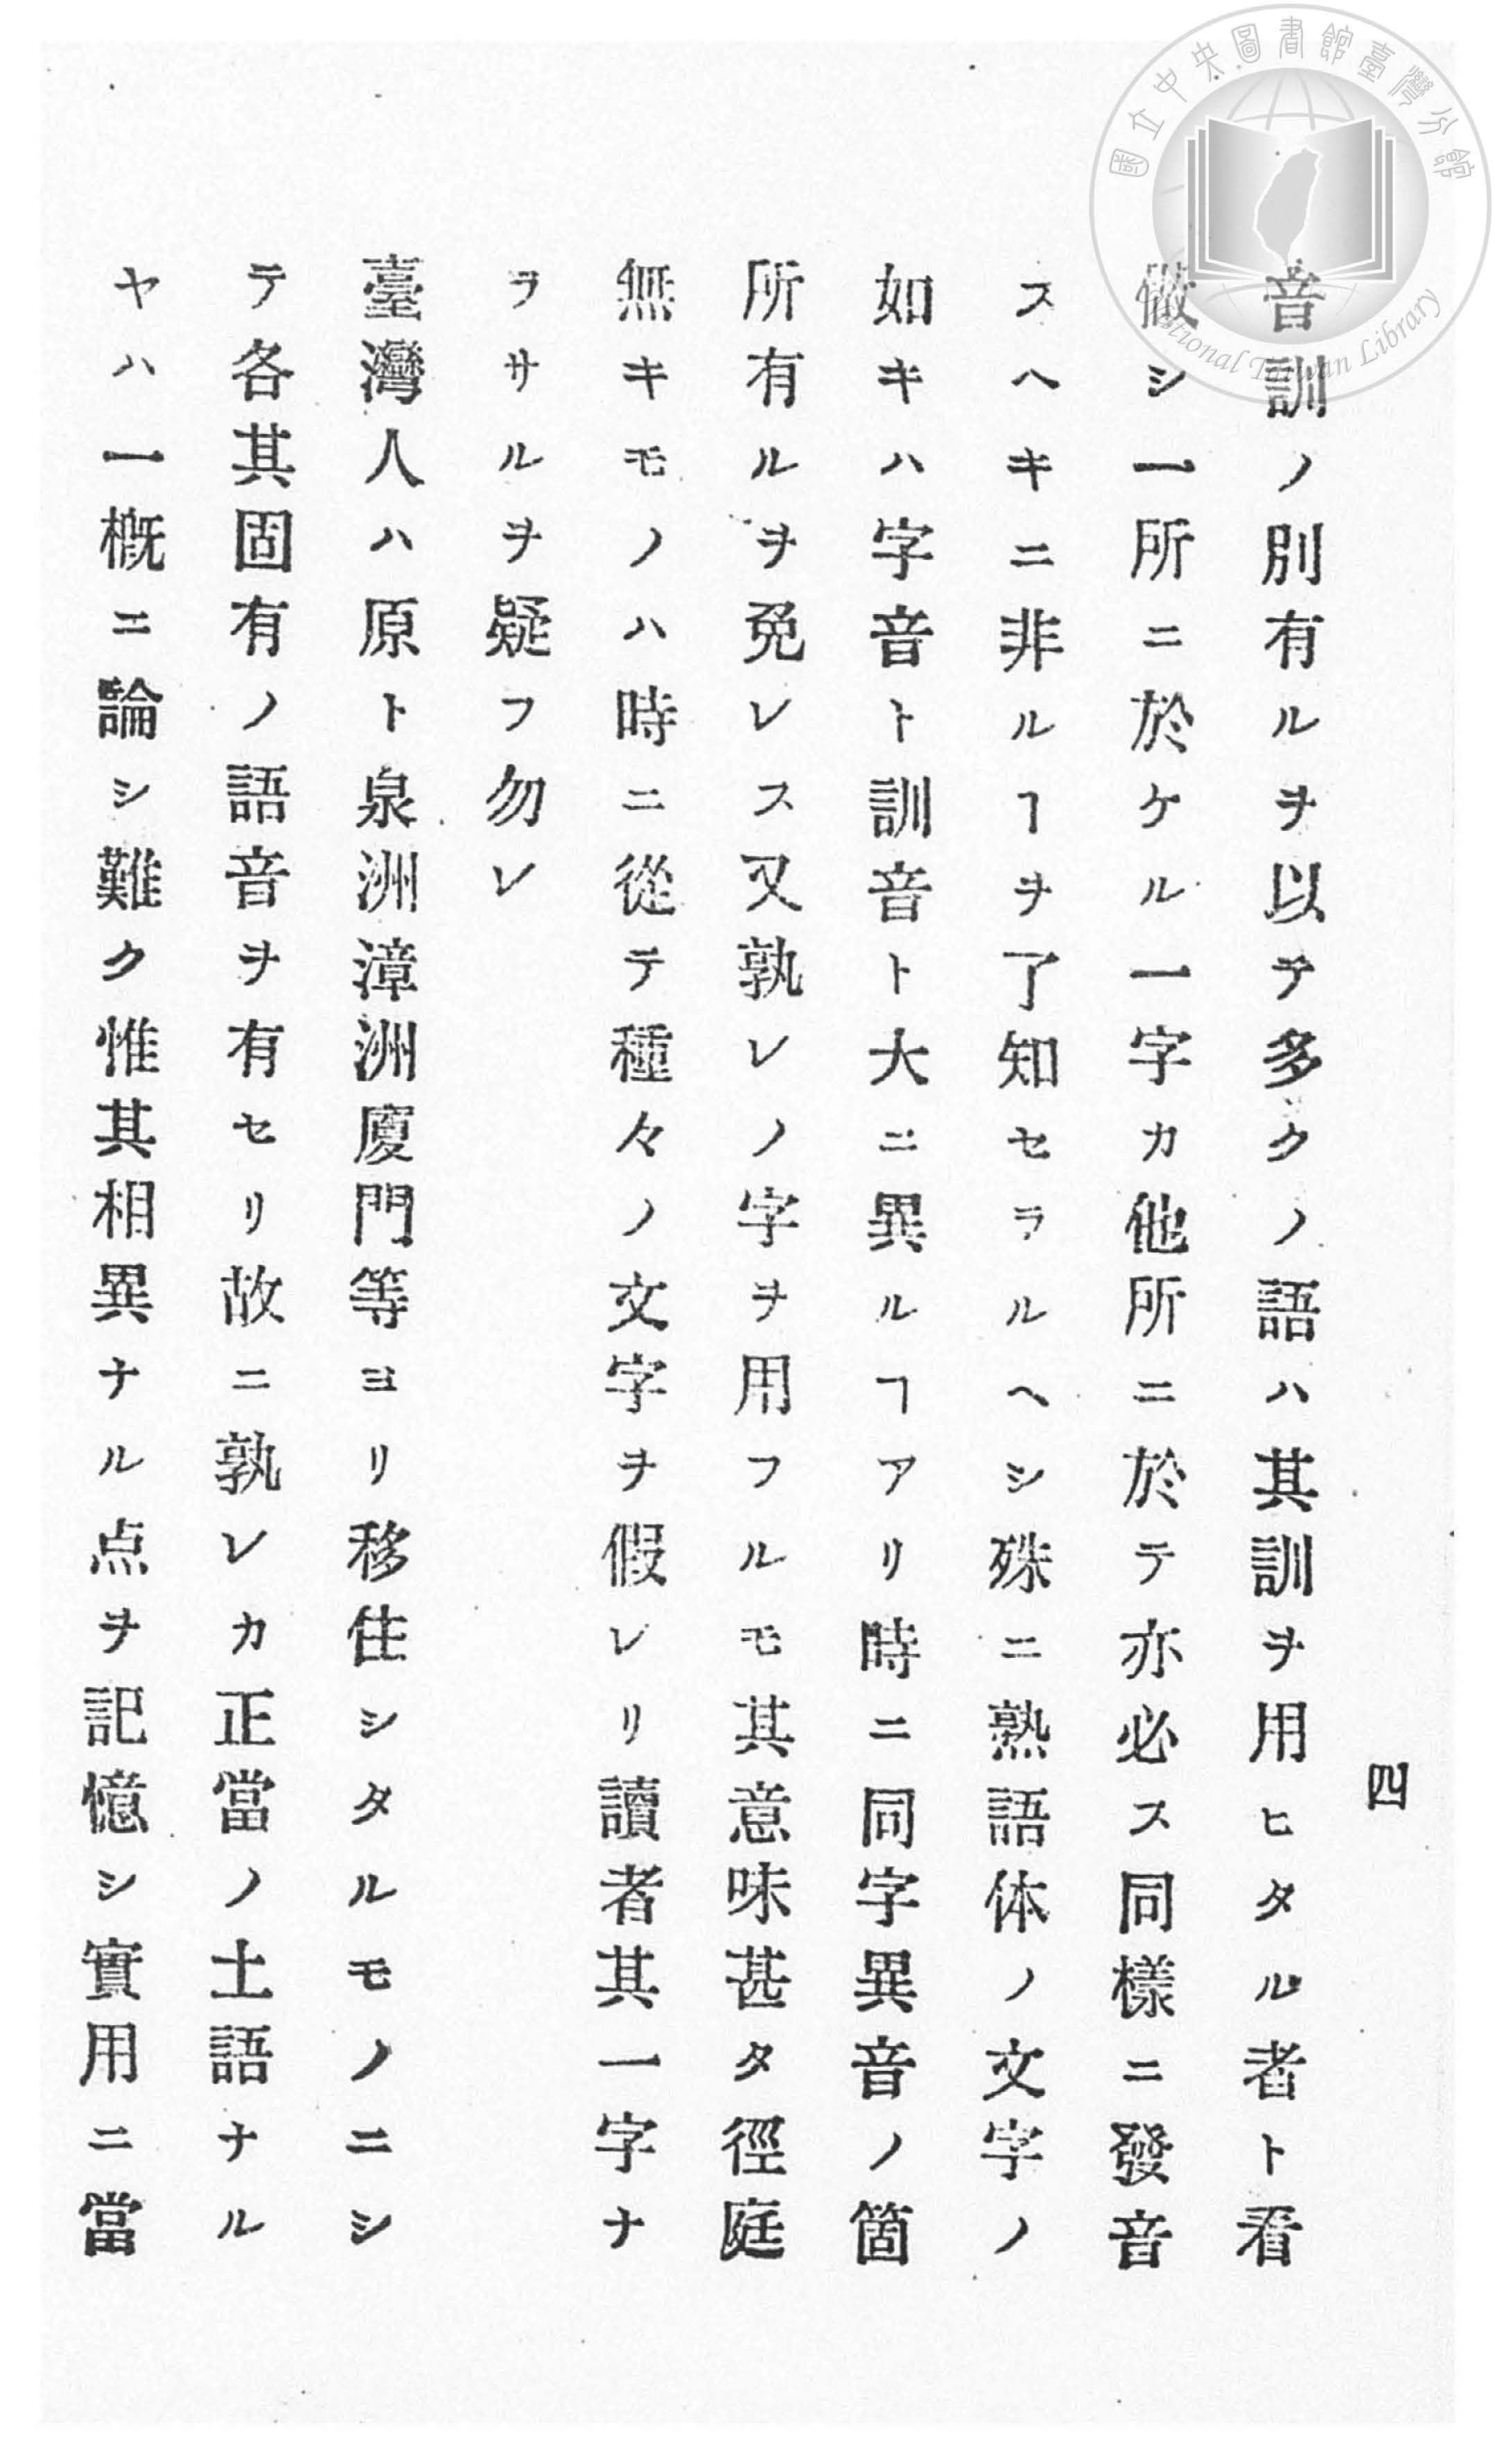 國立中央圖書館臺灣分館
National Taiwan Library
四
音訓ノ別有ルヲ以テ多クノ語ハ其訓ヲ用ヒタル者ト看
做シ一所ニ於ケル一字カ他所ニ於テ亦必ス同樣ニ發音
スヘキニ非ルヿヲ了知セラルヘシ殊ニ熟語体ノ文字ノ
如キハ字音ト訓音ト大ニ異ルヿアリ時ニ同字異音ノ箇
所有ルヲ免レス又孰レノ字ヲ用フルモ其意味甚タ徑庭
無キモノハ時ニ從テ種々ノ文字ヲ假レリ讀者其一字ナ
ラサルヲ疑フ勿レ
臺灣人ハ原ト泉洲漳洲廈門等ヨリ移住シタルモノニシ
テ各其固有ノ語音ヲ有セリ故ニ孰レカ正當ノ土語ナル
ヤハ一概ニ論シ難ク惟其相異ナル点ヲ記憶シ實用ニ當